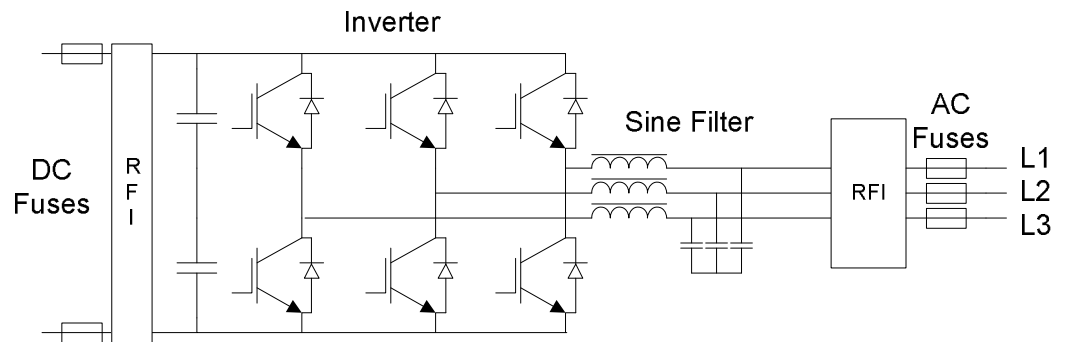 Inverter
DC
Fuses
R
F
I
Sine Filter
RFI
AC
Fuses
L1
L2
L3